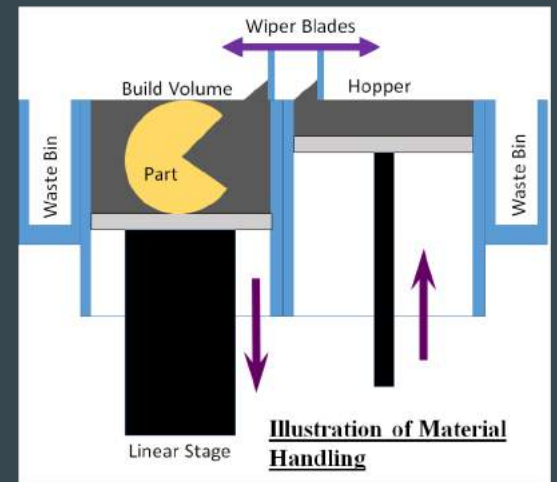 Wiper Blades
Build Volume
Hopper
Waste Bin
Part
Waste Bin
Linear Stage
Illustration of Material
Handling